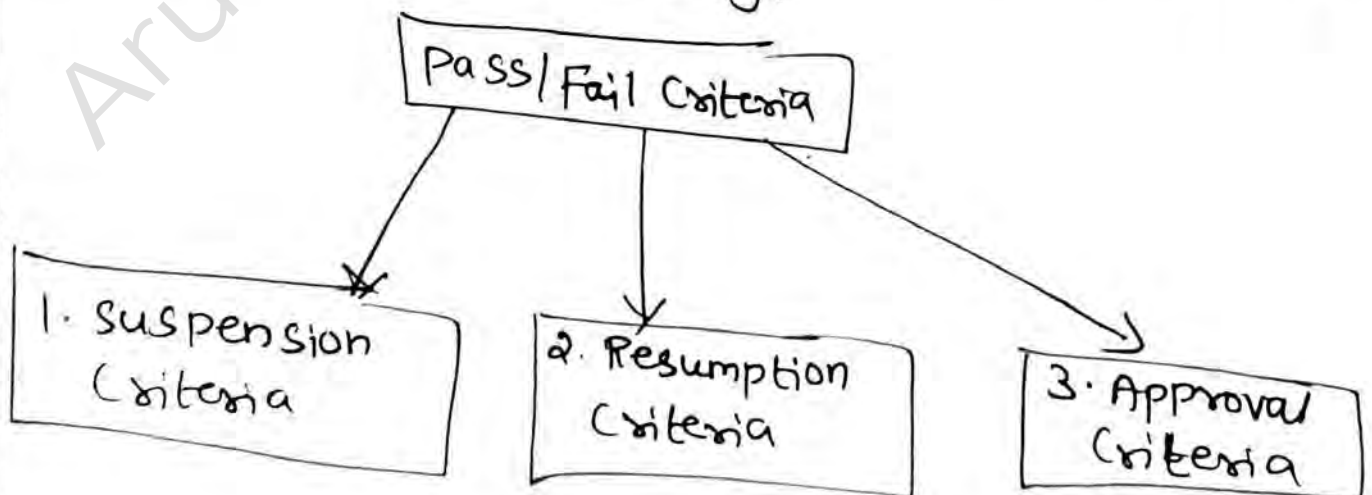 Pass/Fail Criteria
1. Suspension
Criteria
2. Resumption
Criteria
3. Approval
Criteria